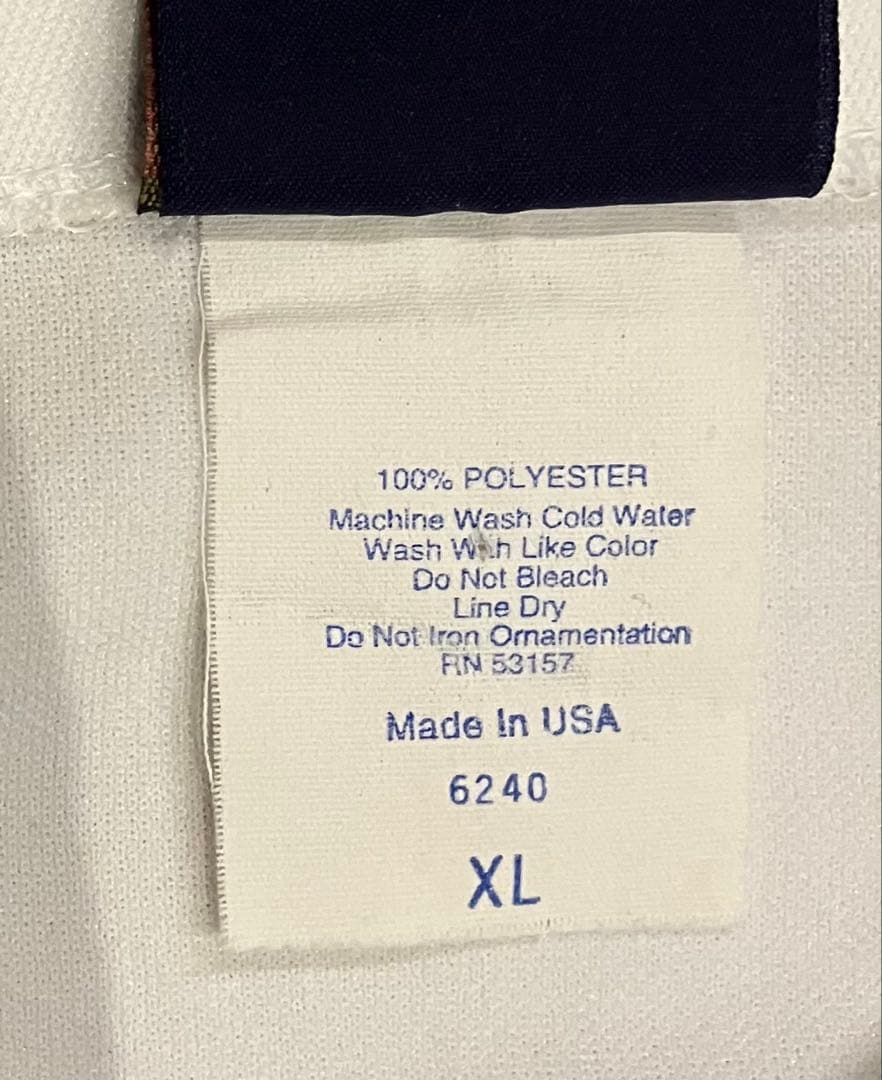 100% POLYESTER
Machine Wash Cold Water
Wash With Like Color
Do Not Bleach
Line Dry
Do Not Iron Ornamentation
RN 53157
Made In USA
6240
XL